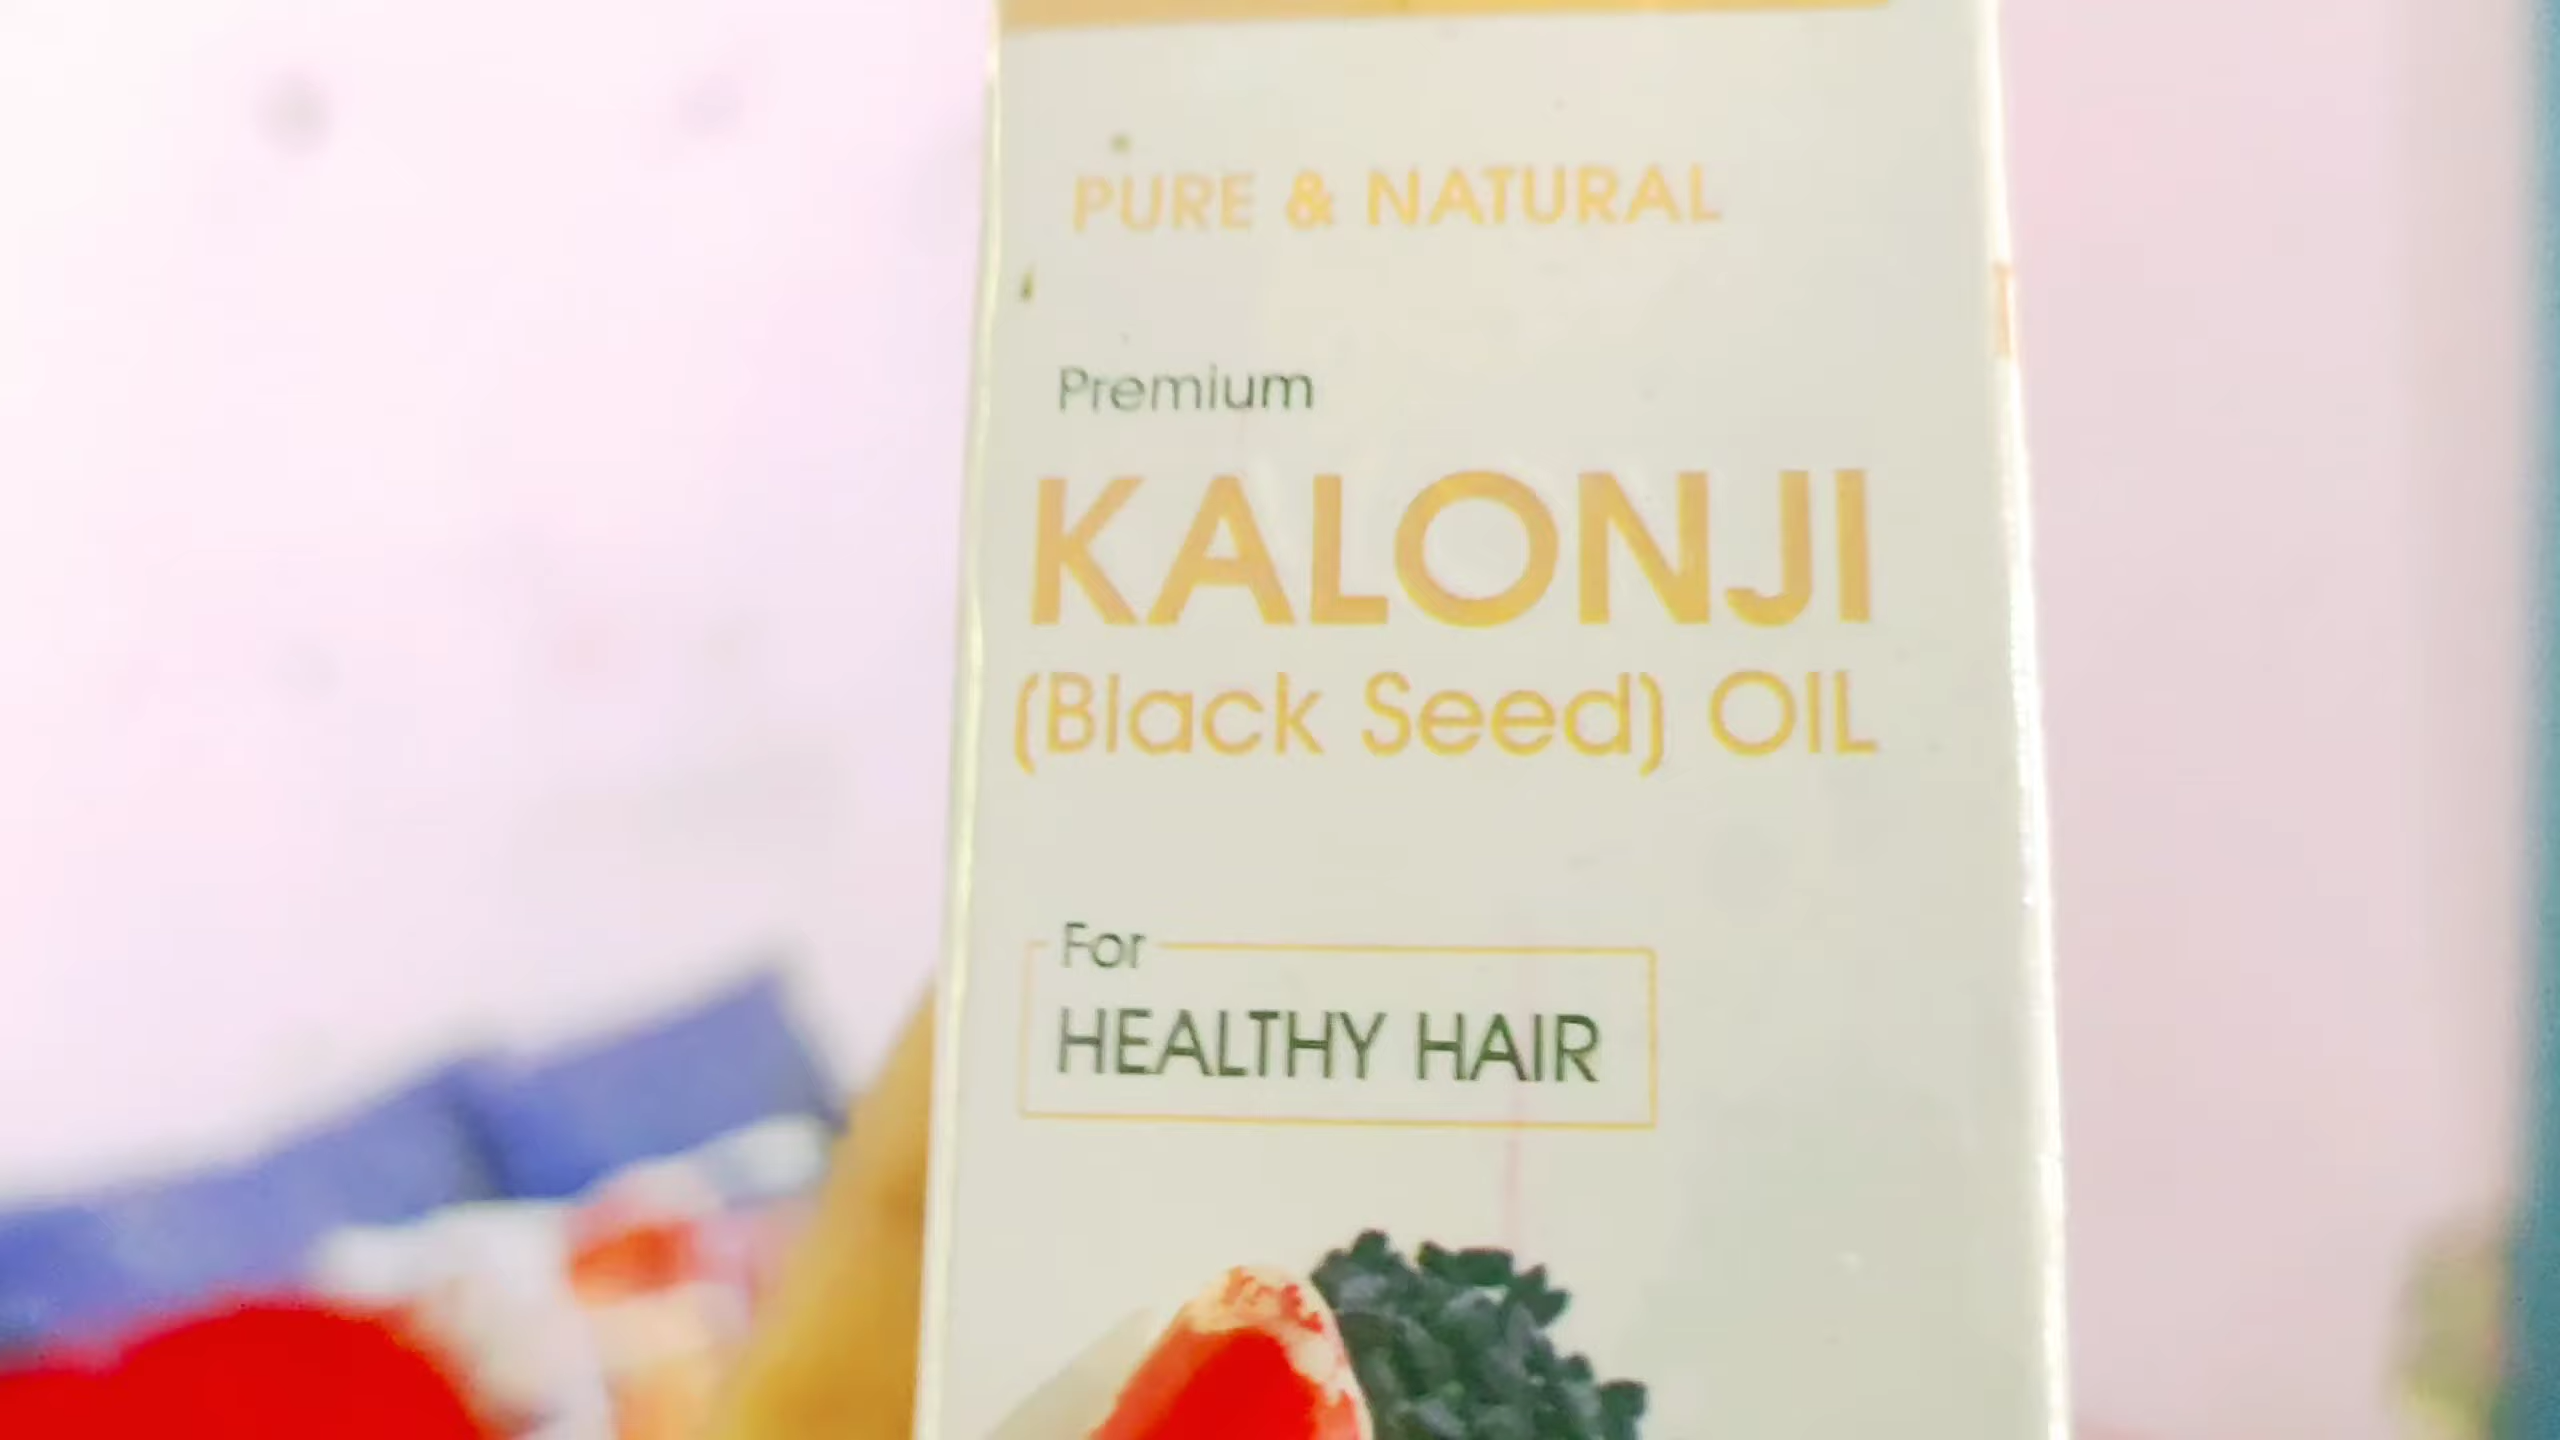 PURE & NATURAL
Premium
KALONJI
(Black Seed) OIL
For
HEALTHY HAIR